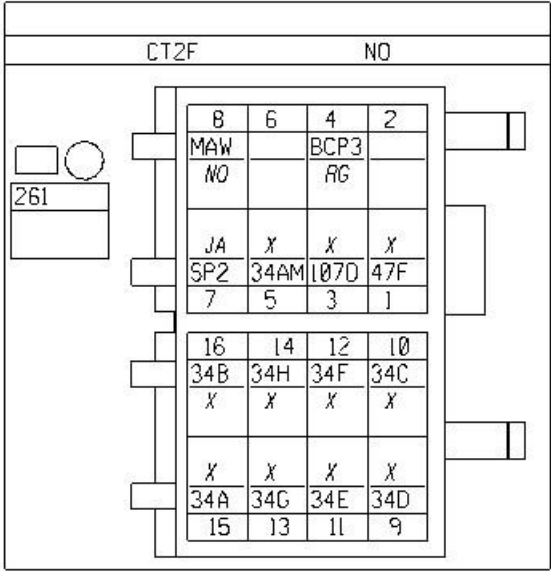 CT2F NO
8 6 4 2
MAW BCP3
NO RG
261
JA X X X
SP2 34AM 107D 47F
7 5 3 1
16 14 12 10
34B 34H 34F 34C
X X X X
X X X X
34A 34G 34E 34D
15 13 11 9